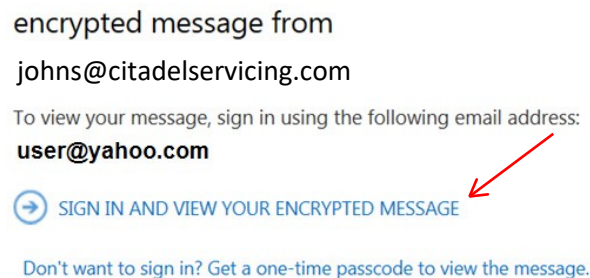 encrypted message from
johns@citadelservicing.com
To view your message, sign in using the following email address:
user@yahoo.com
SIGN IN AND VIEW YOUR ENCRYPTED MESSAGE
Don't want to sign in? Get a one-time passcode to view the message.